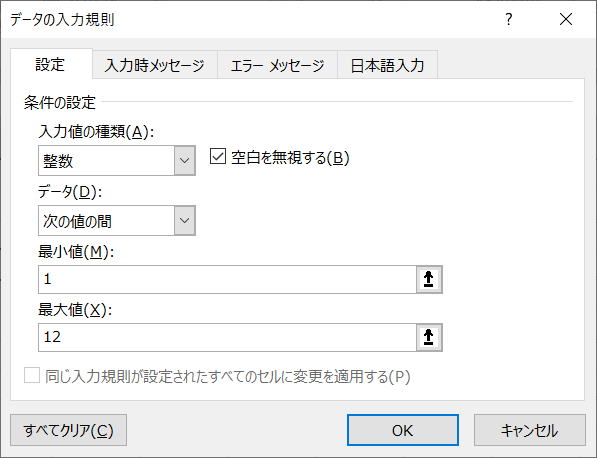 データの入力規則
設定 入力時メッセージ エラー メッセージ 日本語入力
条件の設定
入力値の種類(A):
整数 空白を無視する(B)
データ(D):
次の値の間
最小値(M):
1
最大値(X):
12
同じ入力規則が設定されたすべてのセルに変更を適用する(P)
すべてクリア(C) OK キャンセル